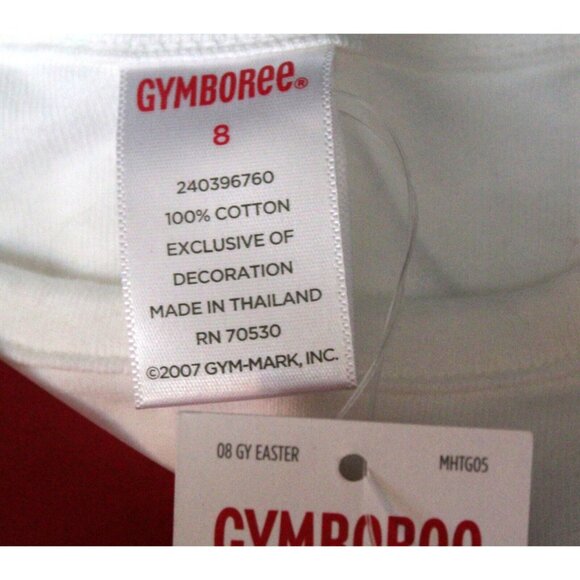 GYMBORee®
8
240396760
100% COTTON
EXCLUSIVE OF
DECORATION
MADE IN THAILAND
RN 70530
©2007 GYM-MARK, INC.
08 GY EASTER
MHTG05
GYMBOROO